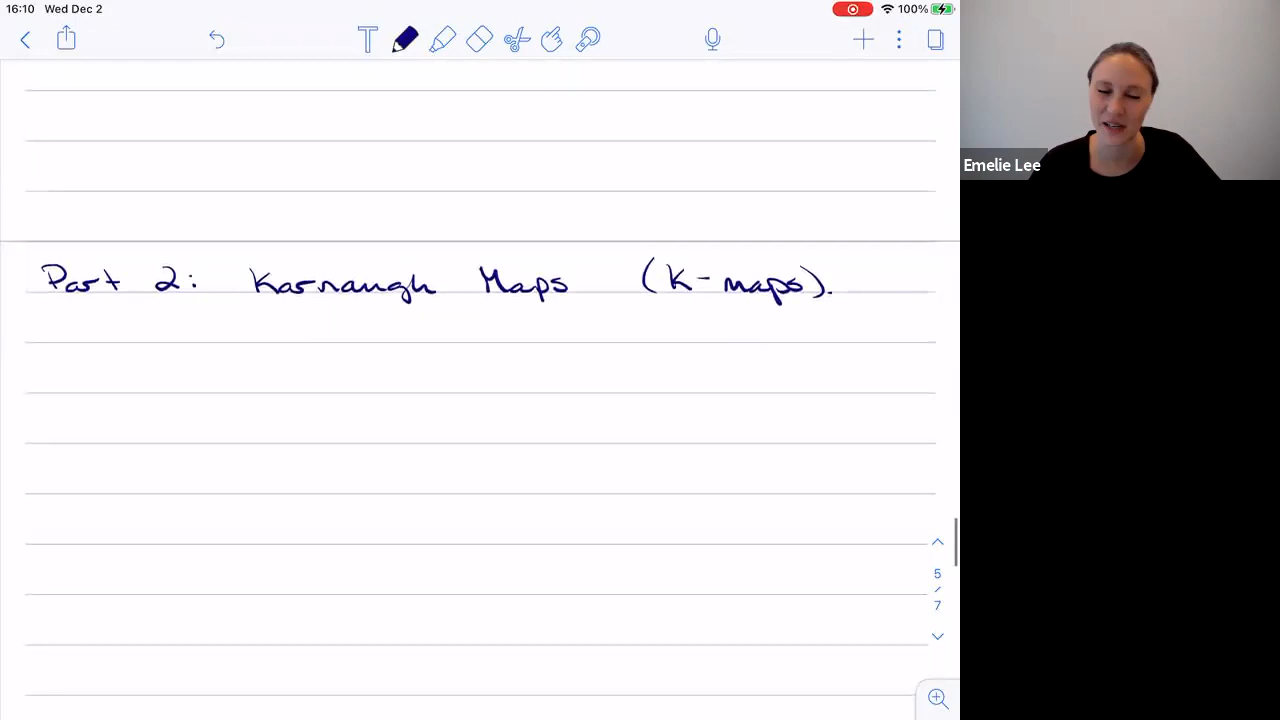 16:10 Wed Dec 2
100%
T
Emelie Lee
Part 2: Karnaugh Maps (K-maps).
5
/
7